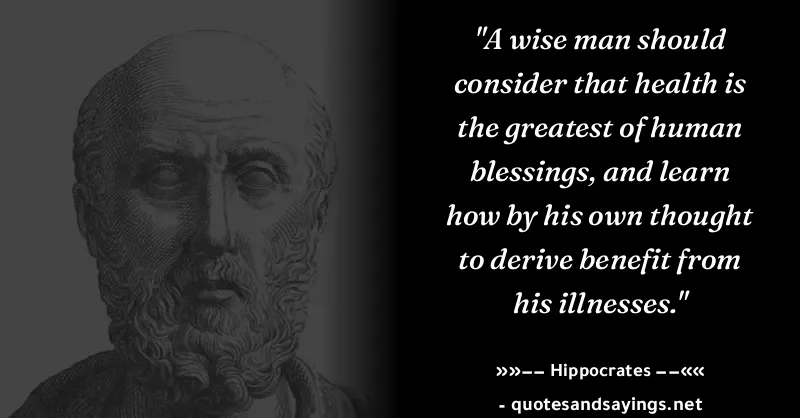 "A wise man should
consider that health is
the greatest of human
blessings, and learn
how by his own thought
to derive benefit from
his illnesses."
»»−− Hippocrates −−««
- quotesandsayings.net